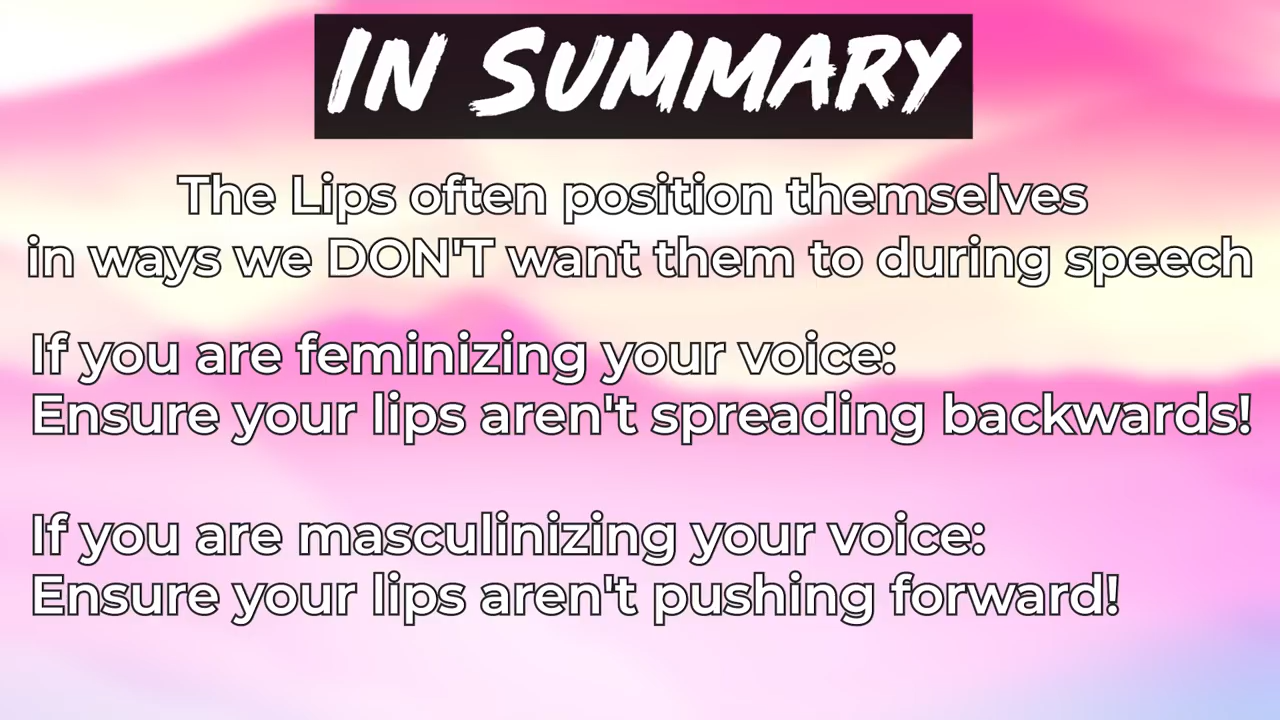 IN SUMMARY
The Lips often position themselves
in ways we DON'T want them to during speech
If you are feminizing your voice:
Ensure your lips aren't spreading backwards!
If you are masculinizing your voice:
Ensure your lips aren't pushing forward!